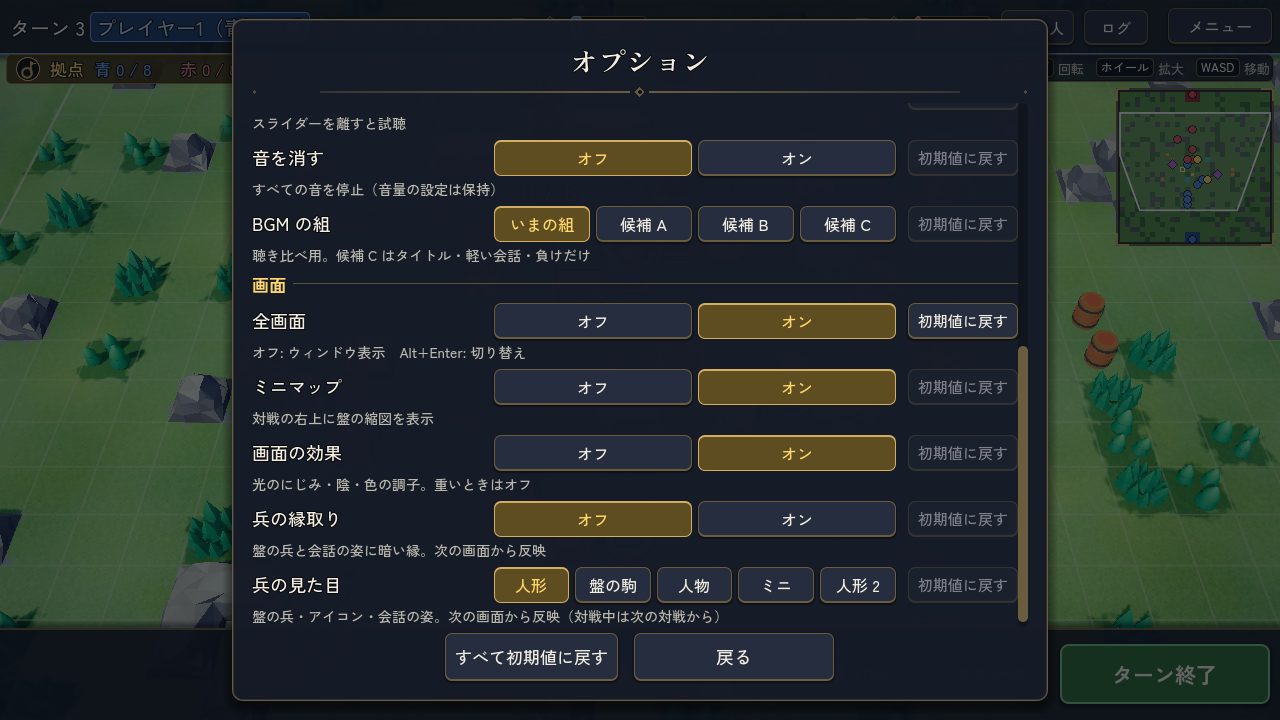 ターン 3 プレイヤー1（青 人 ログ メニュー
オプション
拠点 青 0 / 8 赤 0 / 回転 ホイール 拡大 WASD 移動
スライダーを離すと試聴
音を消す オフ オン 初期値に戻す
すべての音を停止（音量の設定は保持）
BGM の組 いまの組 候補 A 候補 B 候補 C 初期値に戻す
聴き比べ用。候補 C はタイトル・軽い会話・負けだけ
画面
全画面 オフ オン 初期値に戻す
オフ: ウィンドウ表示 Alt+Enter: 切り替え
ミニマップ オフ オン 初期値に戻す
対戦の右上に盤の縮図を表示
画面の効果 オフ オン 初期値に戻す
光のにじみ・陰・色の調子。重いときはオフ
兵の縁取り オフ オン 初期値に戻す
盤の兵と会話の姿に暗い縁。次の画面から反映
兵の見た目 人形 盤の駒 人物 ミニ 人形 2 初期値に戻す
盤の兵・アイコン・会話の姿。次の画面から反映（対戦中は次の対戦から）
すべて初期値に戻す 戻る
ターン終了